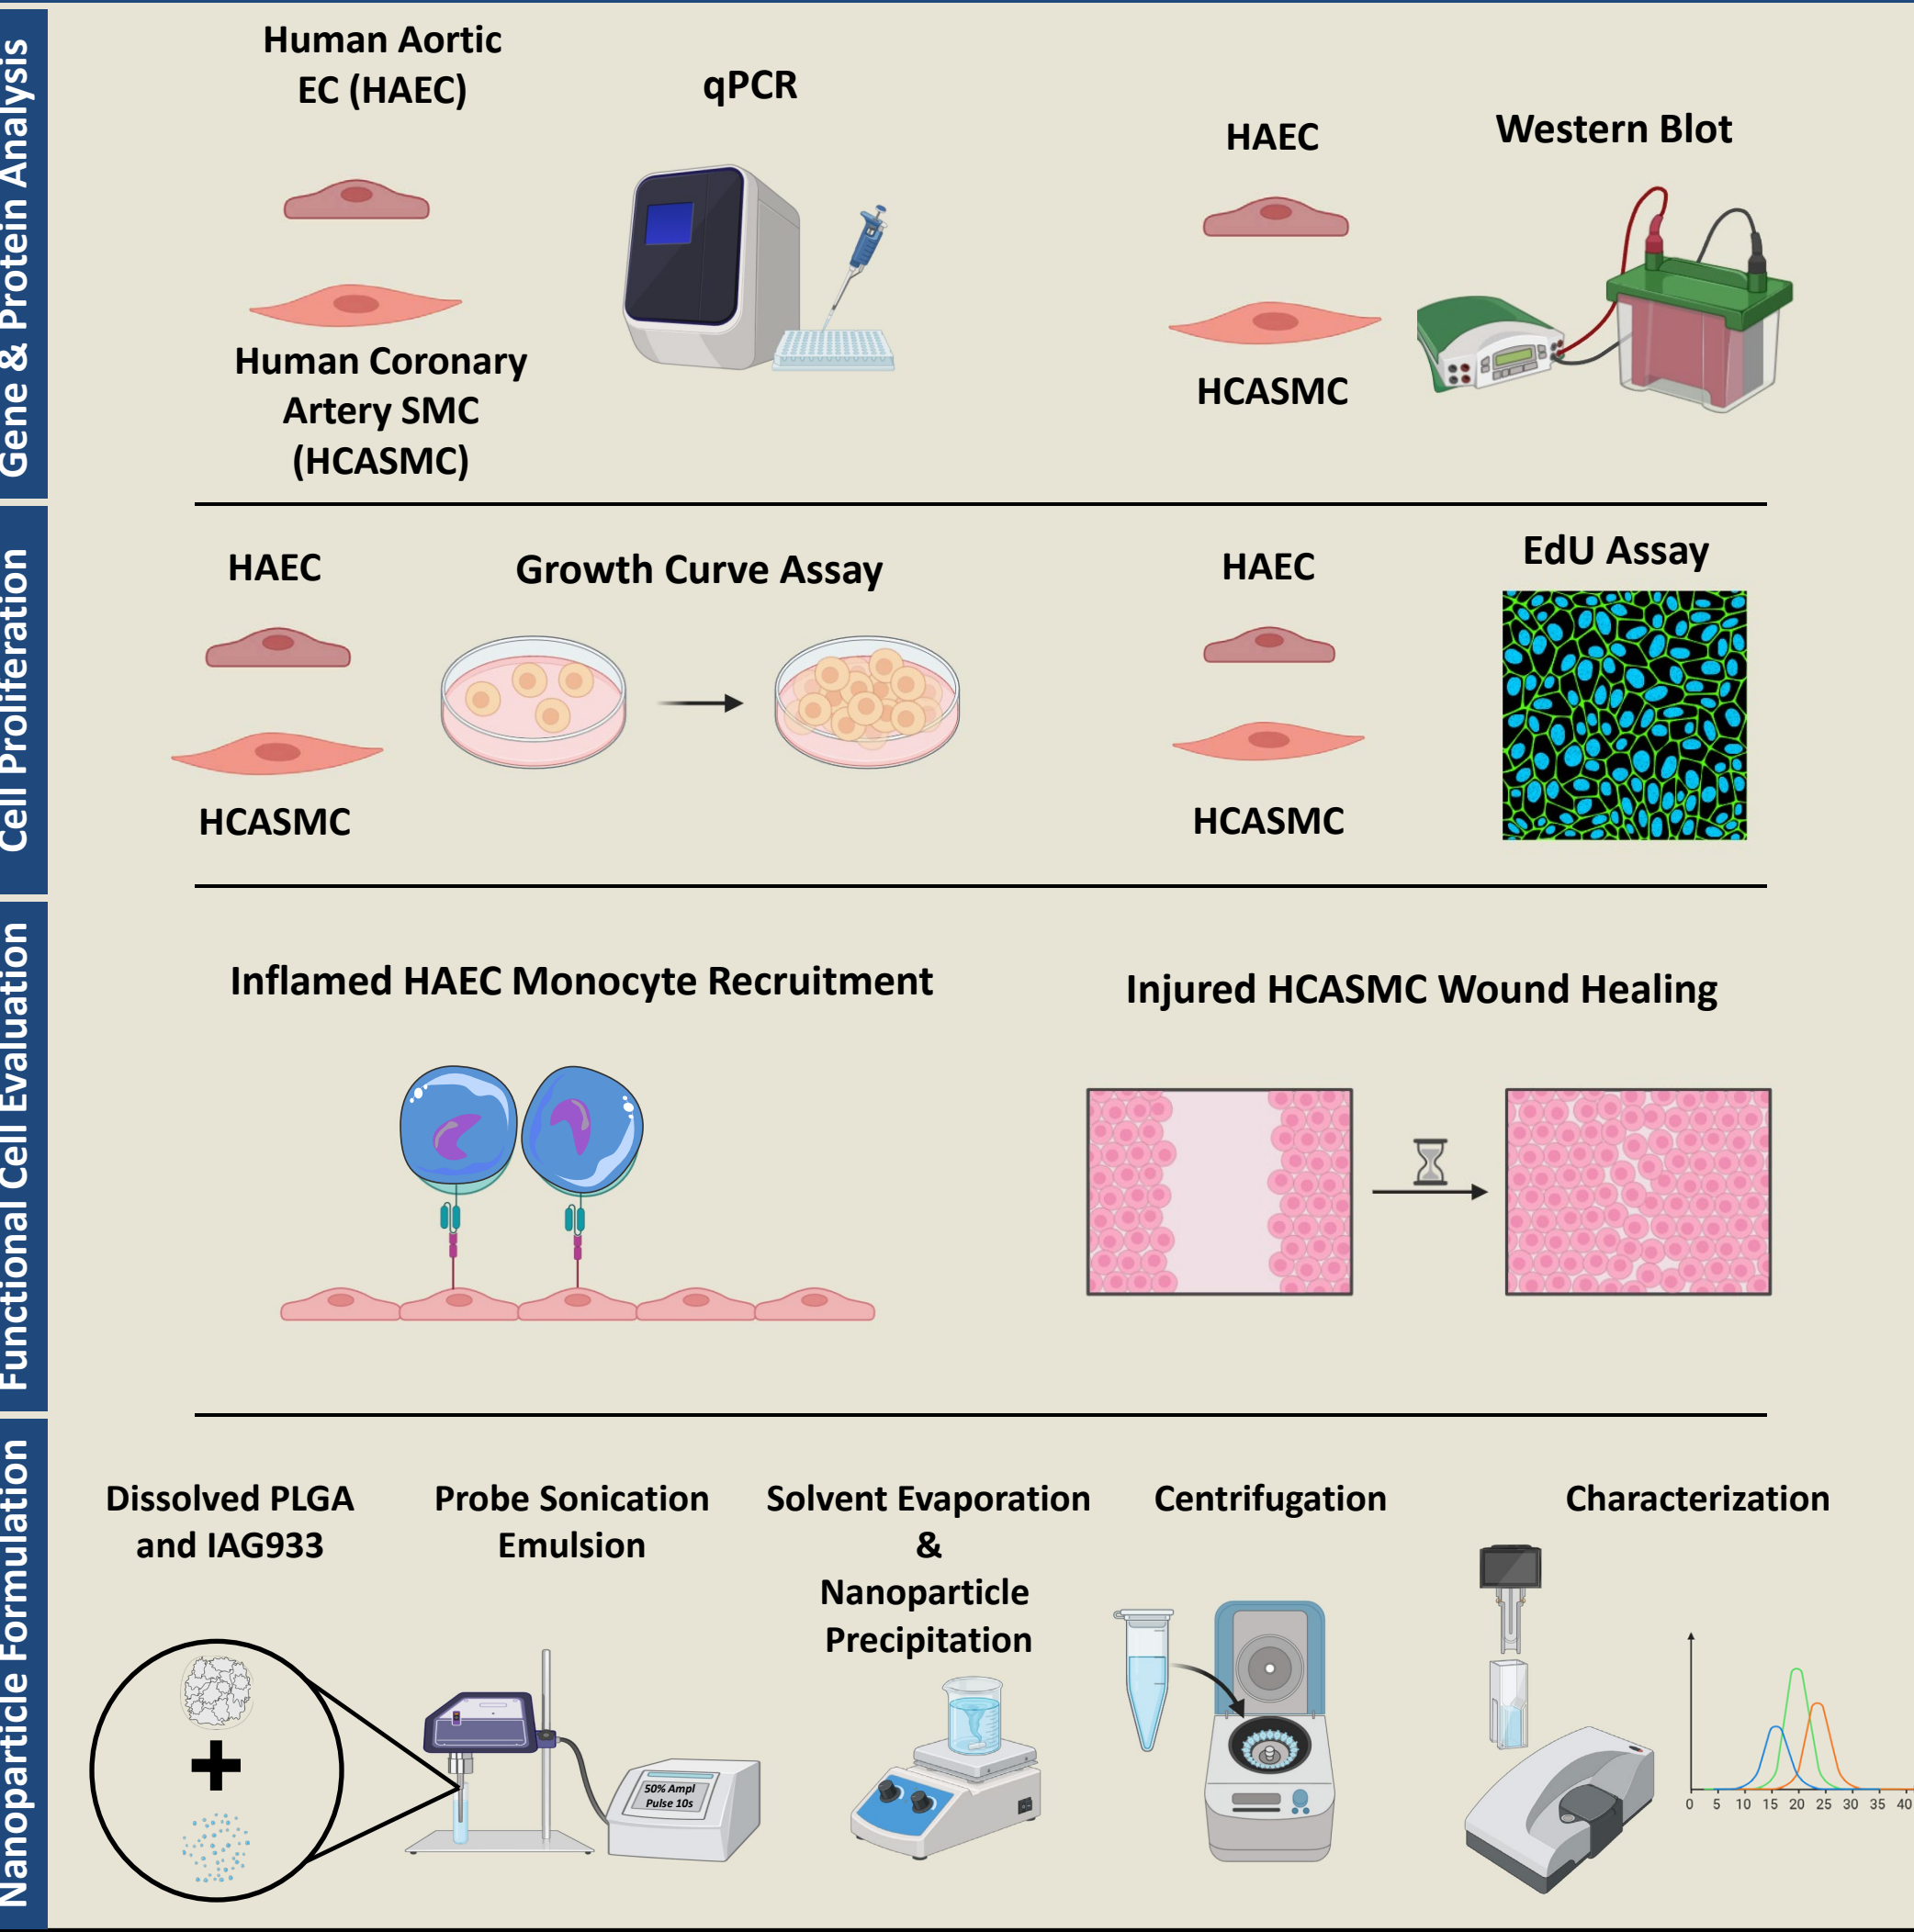 Gene & Protein Analysis
Human Aortic
EC (HAEC)
qPCR
Human Coronary
Artery SMC
(HCASMC)
HAEC
HCASMC
Western Blot
Cell Proliferation
HAEC
HCASMC
Growth Curve Assay
HAEC
HCASMC
EdU Assay
Functional Cell Evaluation
Inflamed HAEC Monocyte Recruitment
Injured HCASMC Wound Healing
Nanoparticle Formulation
Dissolved PLGA
and IAG933
Probe Sonication
Emulsion
50% Ampl
Pulse 10s
Solvent Evaporation
&
Nanoparticle
Precipitation
Centrifugation
Characterization
0 5 10 15 20 25 30 35 40